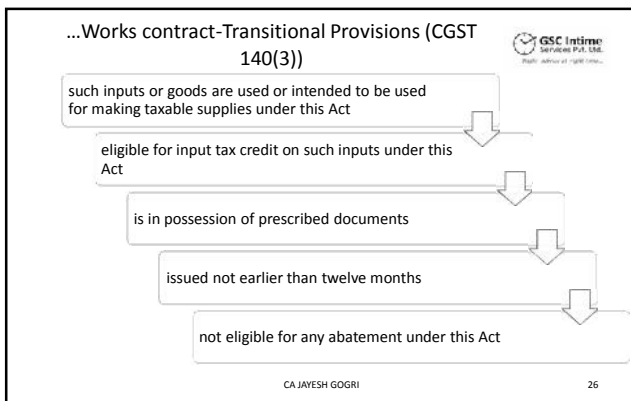 ...Works contract-Transitional Provisions (CGST
140(3))
GSC Intime
Services Pvt. Ltd.
such inputs or goods are used or intended to be used
for making taxable supplies under this Act
eligible for input tax credit on such inputs under this
Act
is in possession of prescribed documents
issued not earlier than twelve months
not eligible for any abatement under this Act
CA JAYESH GOGRI
26